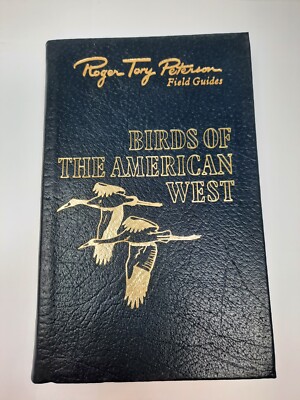 Roger Tory Peterson
Field Guides
BIRDS OF
THE AMERICAN
WEST